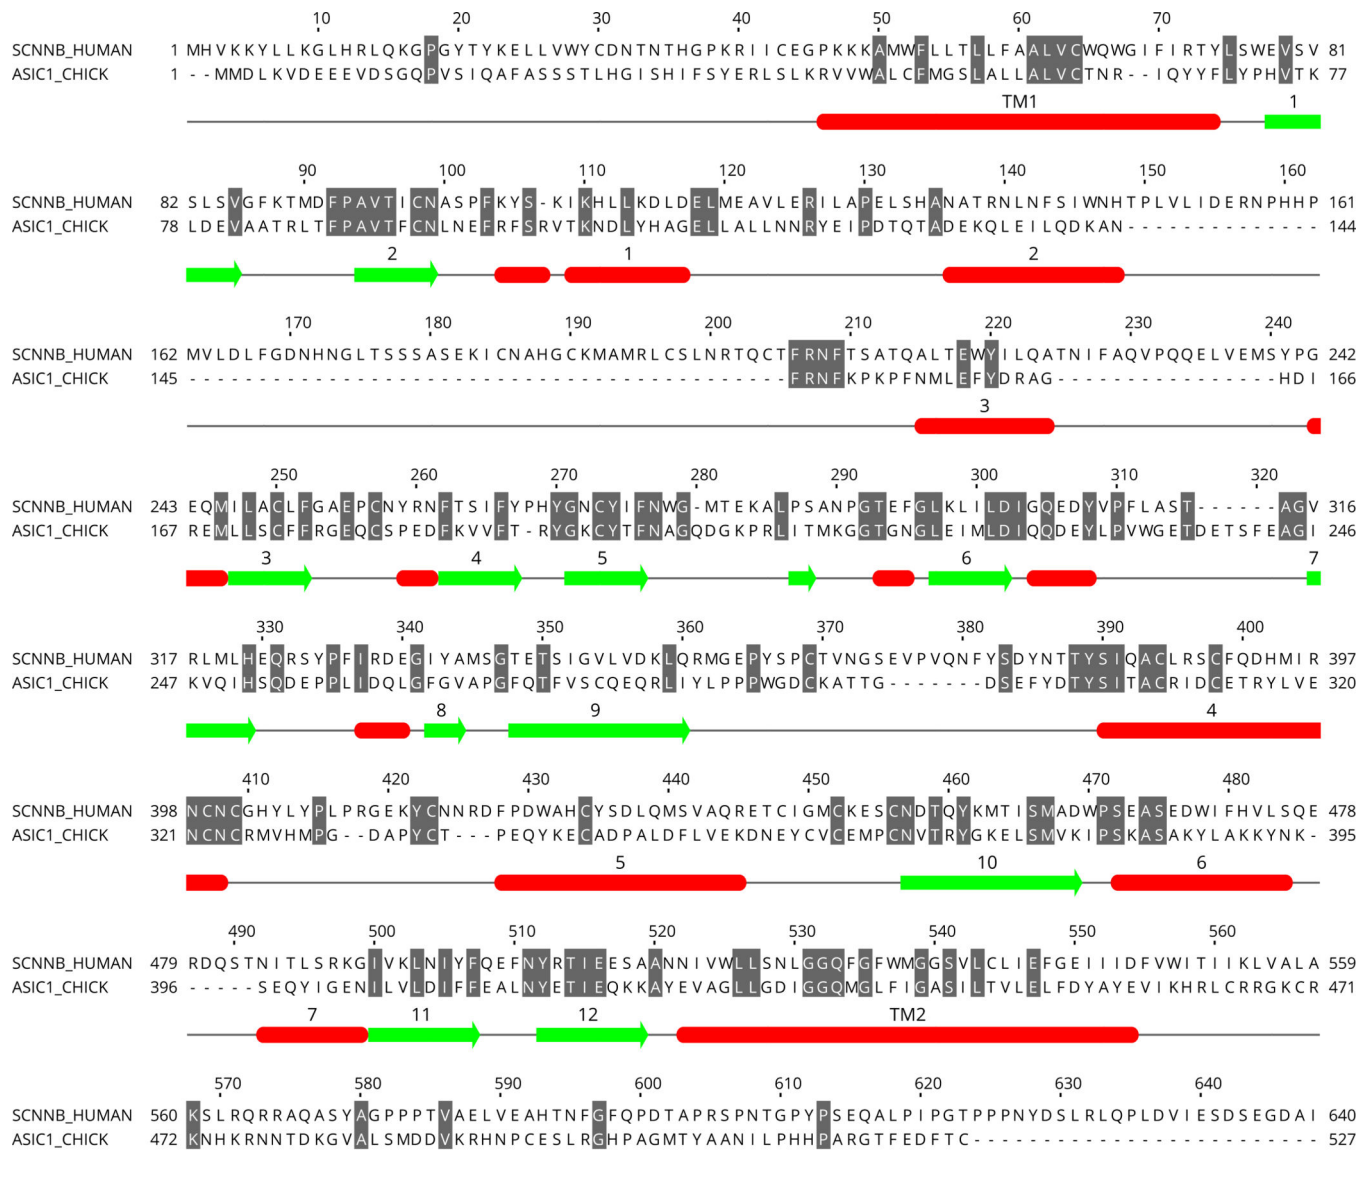 10 20 30 40 50 60 70
SCNNB_HUMAN 1 MHVKKYLLKGLHRLQKGPGYTYKELLVWYCDNTNTHGPKRIICEGPKKKAMWFLLTLLFAALVCWQWGIFIRTYLSWEVSV 81
ASIC1_CHICK 1 --MMDLKVDEEEVDSGQPVSIQAFASSSTLHGISHIFSYERLSLKRVVWALCFMGSLALLALVCTNR--IQYYFLYPHVTK 77
TM1 1
90 100 110 120 130 140 150 160
SCNNB_HUMAN 82 SLSVGFKTMDFPAVTICNASPFKYS-KIKHLLKDLDELMEAVLERILAPELSHANATRNLNFSIWNHTPLVLIDERNPHHP 161
ASIC1_CHICK 78 LDEVAATRLTFPAVTFCNLNEFRFSRVTKNDLYHAGELLALLNNRYEIPDTQTADEKQLEILQDKAN-------------- 144
2 1 2
170 180 190 200 210 220 230 240
SCNNB_HUMAN 162 MVLDLFGDNHNGLTSSSASEKICNAHGCKMAMRLCSLNRTQCTFRNFTSATQALTEWYILQATNIFAQVPQQELVEMSYPG 242
ASIC1_CHICK 145 -------------------------------------------FRNFKPKPFNMLEFYDRAG----------------HDI 166
3
250 260 270 280 290 300 310 320
SCNNB_HUMAN 243 EQMILACLFGAEPCNYRNFTSIFYPHYGNCYIFNWG-MTEKALPSANPGTEFGLKLILDIGQEDYVPFLAST------AGV 316
ASIC1_CHICK 167 REMLLSCFFRGEQCSPEDFKVVFT-RYGKCYTFNAGQDGKPRLITMKGGTGNGLEIMLDIQQDEYLPVWGETDETSFEAGI 246
3 4 5 6 7
330 340 350 360 370 380 390 400
SCNNB_HUMAN 317 RLMLHEQRSYPFIRDEGIYAMSGTETSIGVLVDKLQRMGEPYSPCTVNGSEVPVQNFYSDYNTTYSIQACLRSCFQDHMIR 397
ASIC1_CHICK 247 KVQIHSQDEPPLIDQLGFGVAPGFQTFVSCQEQRLIYLPPPWGDCKATTG-------DSEFYDTYSITACRIDCETRYLVE 320
8 9 4
410 420 430 440 450 460 470 480
SCNNB_HUMAN 398 NCNCGHYLYPLPRGEKYCNNRDFPDWAHCYSDLQMSVAQRETCIGMCKESCNDTQYKMTISMADWPSEASEDWIFHVLSQE 478
ASIC1_CHICK 321 NCNCRMVHMPG--DAPYCT---PEQYKECADPALDFLVEKDNEYCVCEMPCNVTRYGKELSMVKIPSKASAKYLAKKYNK- 395
5 10 6
490 500 510 520 530 540 550 560
SCNNB_HUMAN 479 RDQSTNITLSRKGIVKLNIYFQEFNYRTIEESAANNIVWLLSNLGGQFGFWMGGSVLCLIEFGEIIIDFVWITIIKLVALA 559
ASIC1_CHICK 396 -----SEQYIGENILVLDIFFEALNYETIEQKKAYEVAGLLGDIGGQMGLFIGASILTVLELFDYAYEVIKHRLCRRGKCR 471
7 11 12 TM2
570 580 590 600 610 620 630 640
SCNNB_HUMAN 560 KSLRQRRAQASYAGPPPTVAELVEAHTNFGFQPDTAPRSPNTGPYPSEQALPIPGTPPPNYDSLRLQPLDVIESDSEGDAI 640
ASIC1_CHICK 472 KNHKRNNTDKGVALSMDDVKRHNPCESLRGHPAGMTYAANILPHHPARGTFEDFTC------------------------- 527